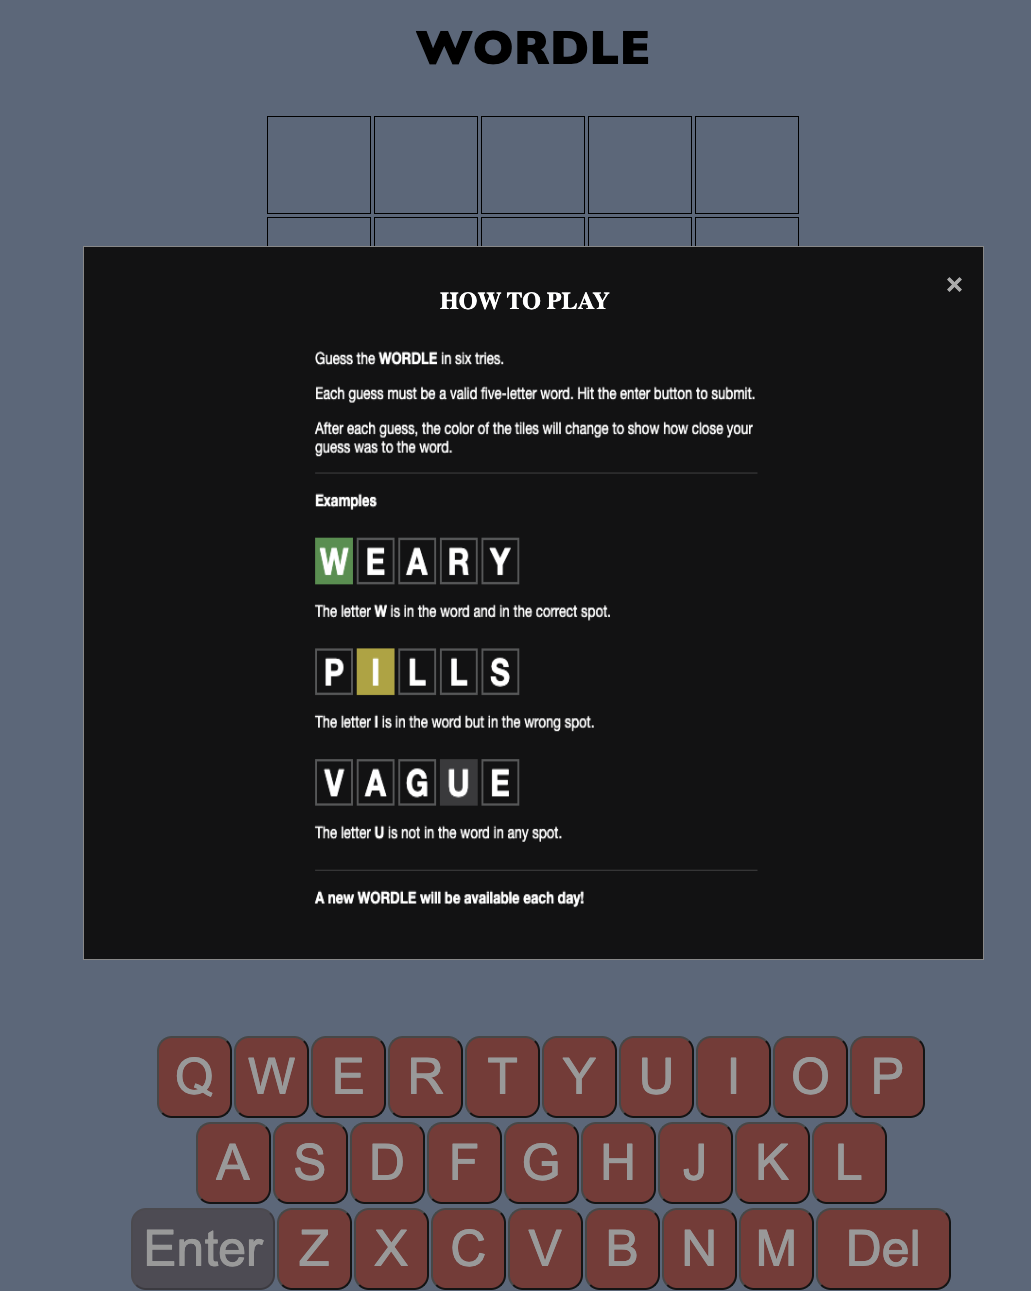 WORDLE
×
HOW TO PLAY
Guess the WORDLE in six tries.
Each guess must be a valid five-letter word. Hit the enter button to submit.
After each guess, the color of the tiles will change to show how close your
guess was to the word.
Examples
W E A R Y
The letter W is in the word and in the correct spot.
P I L L S
The letter I is in the word but in the wrong spot.
V A G U E
The letter U is not in the word in any spot.
A new WORDLE will be available each day!
Q W E R T Y U I O P
A S D F G H J K L
Enter Z X C V B N M Del